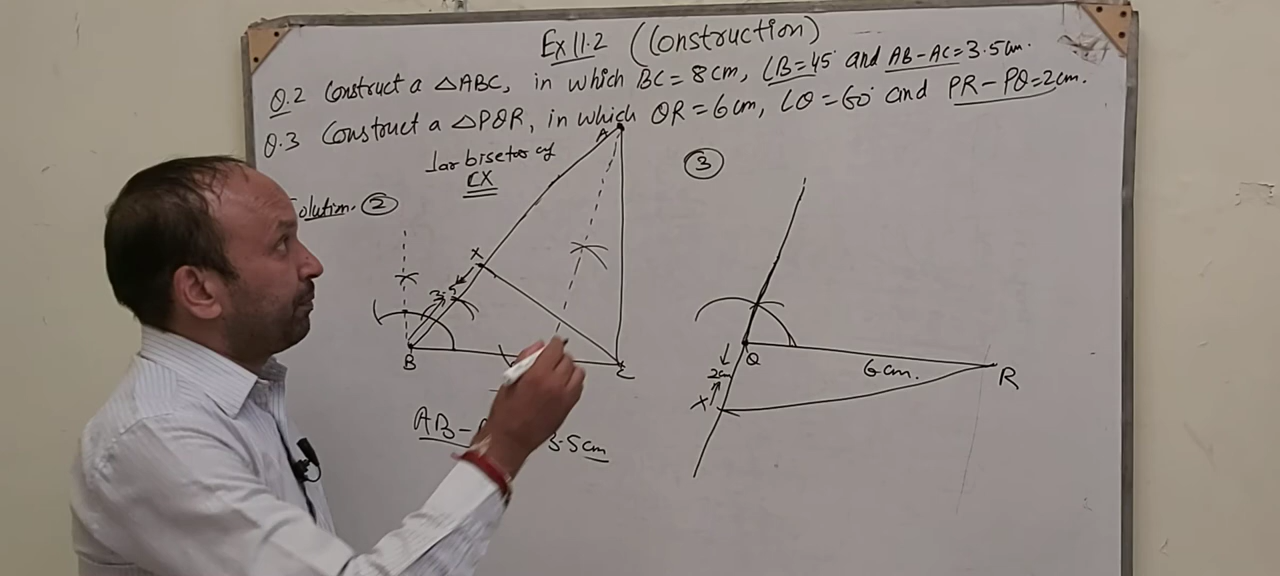 Ex 11.2 (Construction)
Q.2 Construct a △ABC, in which BC = 8cm, ∠B = 45° and AB-AC = 3.5cm.
Q.3 Construct a △PQR, in which QR = 6cm, ∠Q = 60° and PR-PQ = 2cm.
⊥ar bisector of
CX
Solution. ②
③
A
X
3.5
B
C
AB-
3.5cm
Q
2cm
6cm.
R
X